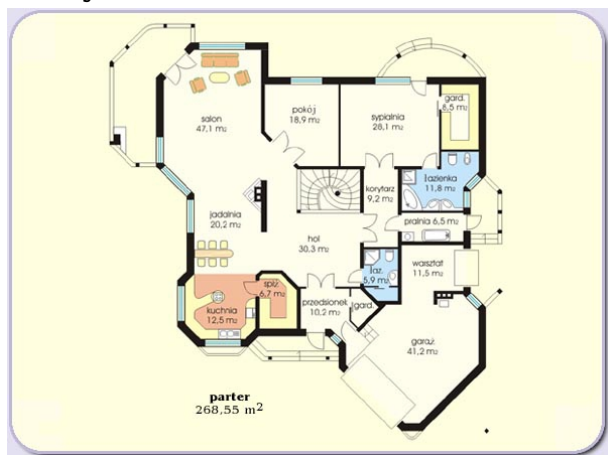 salon
47,1 m2
pokój
18,9 m2
sypialnia
28,1 m2
gard.
8,5 m2
łazienka
11,8 m2
korytarz
9,2 m2
pralnia 6,5 m2
jadalnia
20,2 m2
hol
30,3 m2
łaz.
5,9 m2
warsztat
11,5 m2
spiż.
6,7 m2
kuchnia
12,5 m2
przedsionek
10,2 m2
gard.
garaż
41,2 m2
parter
268,55 m2